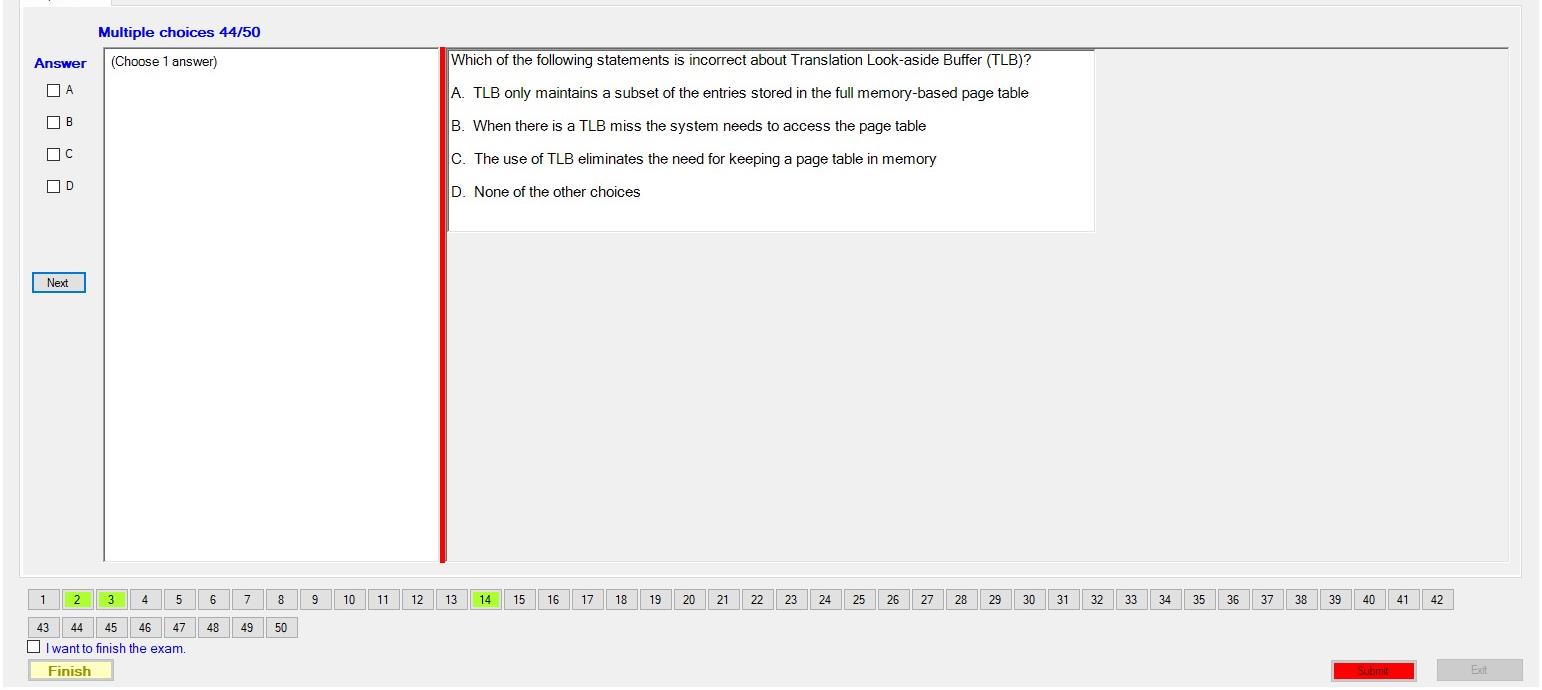 Multiple choices 44/50
Answer
(Choose 1 answer)
A
B
C
D
Next
Which of the following statements is incorrect about Translation Look-aside Buffer (TLB)?
A. TLB only maintains a subset of the entries stored in the full memory-based page table
B. When there is a TLB miss the system needs to access the page table
C. The use of TLB eliminates the need for keeping a page table in memory
D. None of the other choices
1 2 3 4 5 6 7 8 9 10 11 12 13 14 15 16 17 18 19 20 21 22 23 24 25 26 27 28 29 30 31 32 33 34 35 36 37 38 39 40 41 42
43 44 45 46 47 48 49 50
I want to finish the exam.
Finish
Submit
Exit